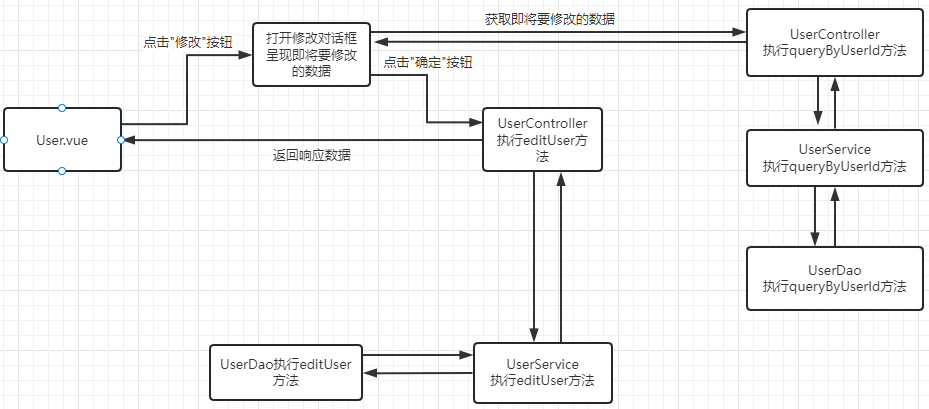 获取即将要修改的数据
点击"修改"按钮
打开修改对话框
呈现即将要修改
的数据
点击"确定"按钮
UserController
执行queryByUserId方法
User.vue
返回响应数据
UserController
执行editUser方
法
UserService
执行queryByUserId方法
UserDao
执行queryByUserId方法
UserDao执行editUser
方法
UserService
执行editUser方法